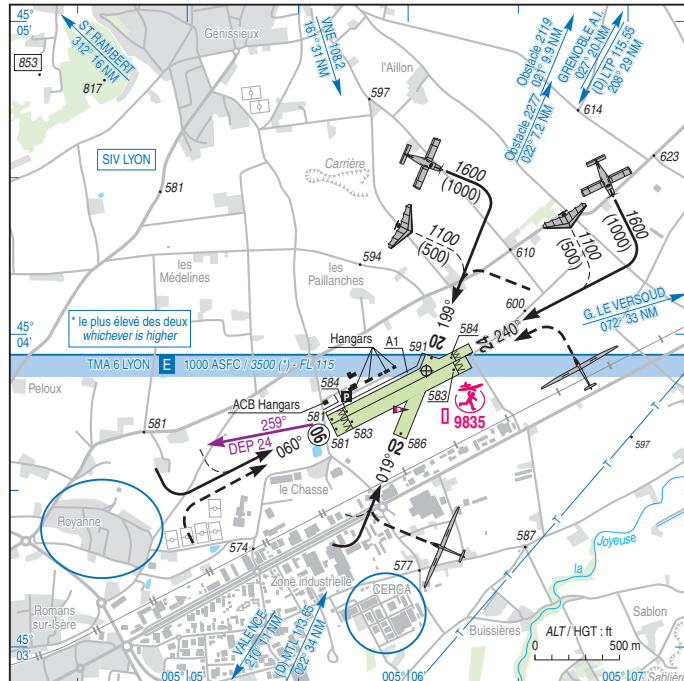 45°
05'
ST RAMBERT
312° 16 NM
853
817
Génissieux
VNE 108.2
167° 31 NM
l'Aillon
597
Obstacle 2119
021° 9.9 NM
Obstacle 2277
022° 7.2 NM
GRENOBLE A.I.
027° 20 NM
(D) LTP 115.55
208° 29 NM
614
623
SIV LYON
581
Carrière
1600
(1000)
1100
(500)
1600
(1000)
1100
(500)
594
610
les
Médelines
les
Paillanches
600
199°
G. LE VERSOUD
072° 33 NM
* le plus élevé des deux
whichever is higher
45°
04'
Hangars
A1
591
20
584
24
240°
TMA 6 LYON E 1000 ASFC / 3500 (*) - FL 115
Peloux
ACB Hangars
584
P
583
9835
581
581
259°
DEP 24
06
060°
581
583
02
586
019°
597
le Chasse
Royanne
574
587
577
Zone industrielle
CERCA
la
Joyeuse
Romans
sur-Isère
VALENCE
210° 11 NM
(D) MTL 113.65
022° 34 NM
Buissières
Sablon
ALT / HGT : ft
0
500 m
45°
03'
005° 05'
005° 06'
005° 07'
Sablière
T
T
T